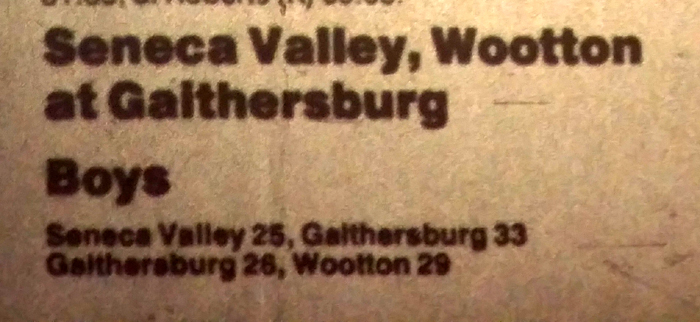 Seneca Valley, Wootton
at Gaithersburg
Boys
Seneca Valley 25, Gaithersburg 33
Gaithersburg 26, Wootton 29